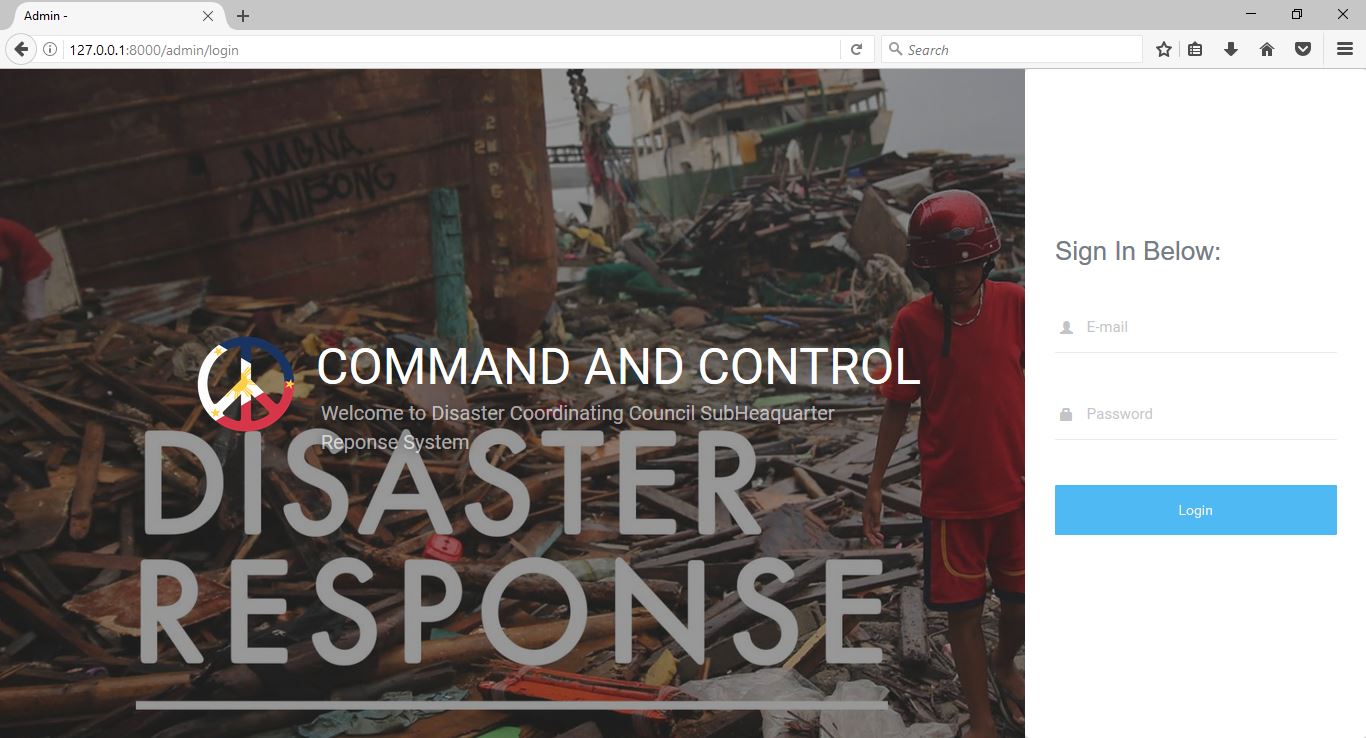 Admin -
127.0.0.1:8000/admin/login
Search
MAGNA
ANIBONG
COMMAND AND CONTROL
Welcome to Disaster Coordinating Council SubHeaquarter
Reponse System
DISASTER
RESPONSE
Sign In Below:
E-mail
Password
Login